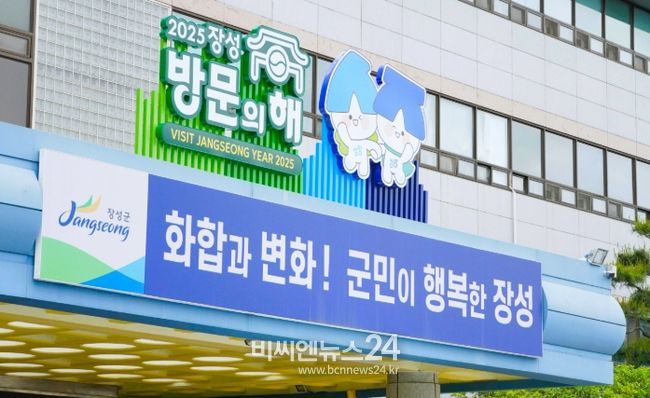 2025 장성
방문의 해
VISIT JANGSEONG YEAR 2025
장성군
Jangseong
화합과 변화! 군민이 행복한 장성
비씨엔뉴스24
www.bcnnews24.kr